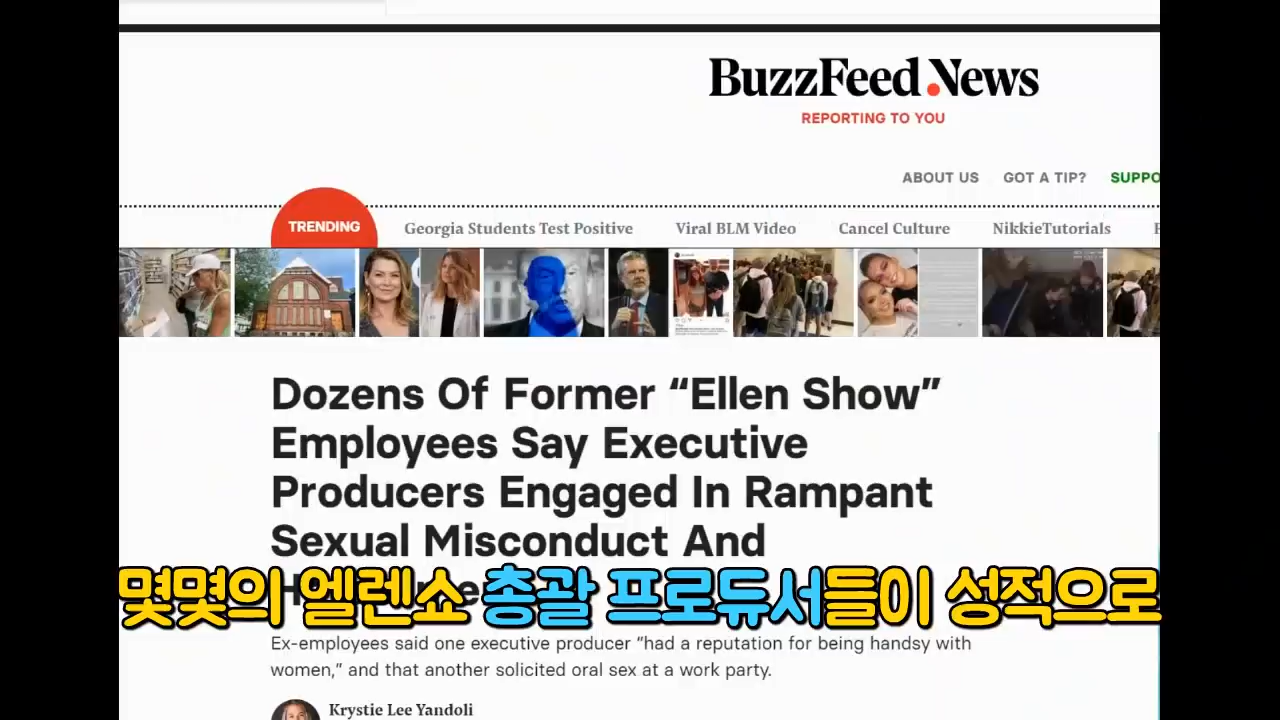 BuzzFeed News
REPORTING TO YOU
ABOUT US GOT A TIP? SUPPO
TRENDING Georgia Students Test Positive Viral BLM Video Cancel Culture NikkieTutorials
Dozens Of Former “Ellen Show”
Employees Say Executive
Producers Engaged In Rampant
Sexual Misconduct And
몇몇의 엘렌쇼 총괄 프로듀서들이 성적으로
Ex-employees said one executive producer “had a reputation for being handsy with
women,” and that another solicited oral sex at a work party.
Krystie Lee Yandoli